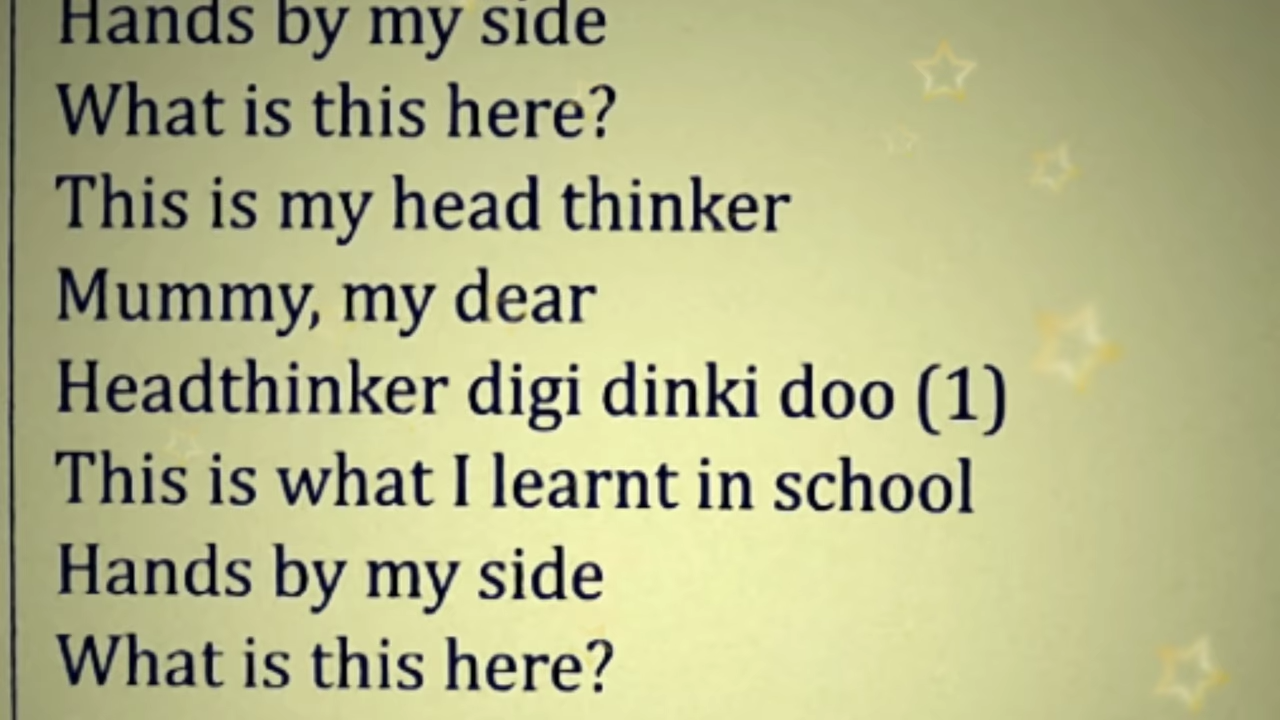 Hands by my side
What is this here?
This is my head thinker
Mummy, my dear
Headthinker digi dinki doo (1)
This is what I learnt in school
Hands by my side
What is this here?